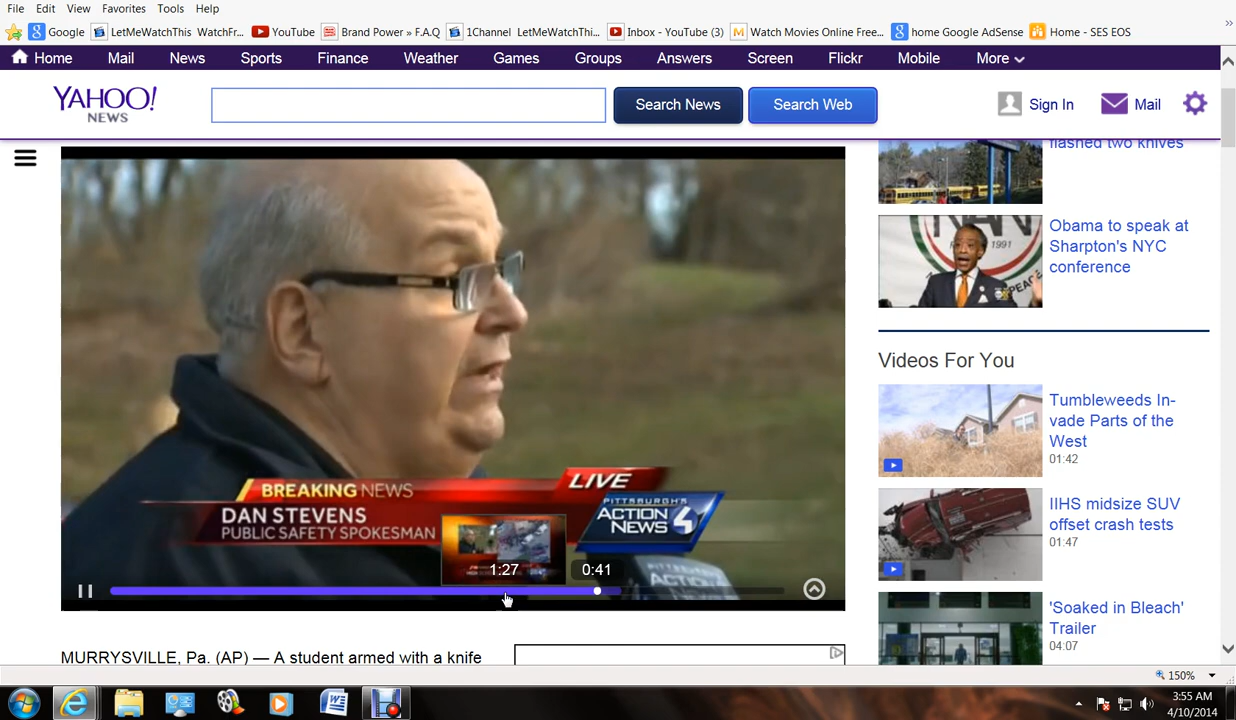 File Edit View Favorites Tools Help
Google LetMeWatchThis WatchFr... YouTube Brand Power » F.A.Q 1Channel LetMeWatchThi... Inbox - YouTube (3) Watch Movies Online Free... home Google AdSense Home - SES EOS
Home Mail News Sports Finance Weather Games Groups Answers Screen Flickr Mobile More
YAHOO!
NEWS
Search News
Search Web
Sign In
Mail
BREAKING NEWS
LIVE
DAN STEVENS
PUBLIC SAFETY SPOKESMAN
PITTSBURGH'S
ACTION
NEWS 4
ACTION
1:27
0:41
MURRYSVILLE, Pa. (AP) — A student armed with a knife
flashed two knives
1991
Obama to speak at
Sharpton's NYC
conference
Videos For You
Tumbleweeds In-
vade Parts of the
West
01:42
IIHS midsize SUV
offset crash tests
01:47
'Soaked in Bleach'
Trailer
04:07
150%
3:55 AM
4/10/2014